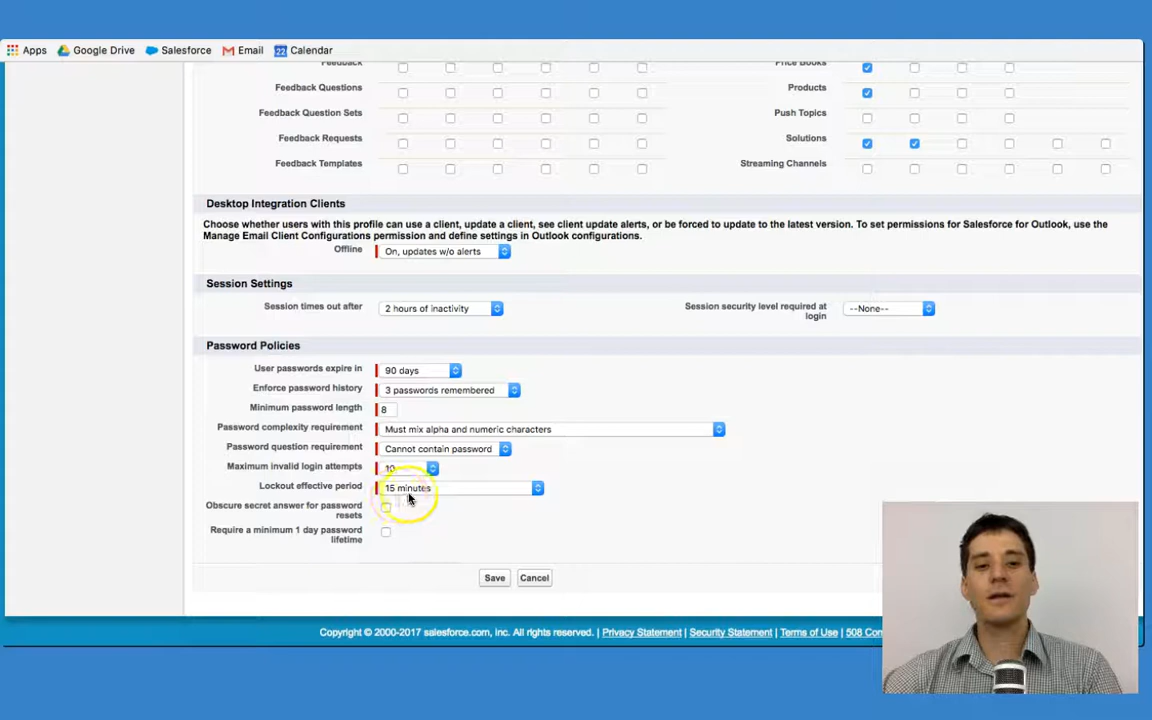 Apps Google Drive Salesforce Email 22 Calendar
Feedback Price Books
Feedback Questions Products
Feedback Question Sets Push Topics
Feedback Requests Solutions
Feedback Templates Streaming Channels
Desktop Integration Clients
Choose whether users with this profile can use a client, update a client, see client update alerts, or be forced to update to the latest version. To set permissions for Salesforce for Outlook, use the
Manage Email Client Configurations permission and define settings in Outlook configurations.
Offline On, updates w/o alerts
Session Settings
Session times out after 2 hours of inactivity Session security level required at
login --None--
Password Policies
User passwords expire in 90 days
Enforce password history 3 passwords remembered
Minimum password length 8
Password complexity requirement Must mix alpha and numeric characters
Password question requirement Cannot contain password
Maximum invalid login attempts 10
Lockout effective period 15 minutes
Obscure secret answer for password
resets
Require a minimum 1 day password
lifetime
Save Cancel
Copyright © 2000-2017 salesforce.com, inc. All rights reserved. | Privacy Statement | Security Statement | Terms of Use | 508